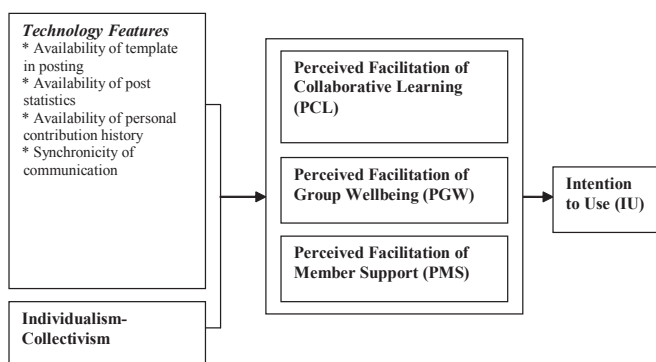 Technology Features
* Availability of template
in posting
* Availability of post
statistics
* Availability of personal
contribution history
* Synchronicity of
communication
Individualism-
Collectivism
Perceived Facilitation of
Collaborative Learning
(PCL)
Perceived Facilitation of
Group Wellbeing (PGW)
Perceived Facilitation of
Member Support (PMS)
Intention
to Use (IU)